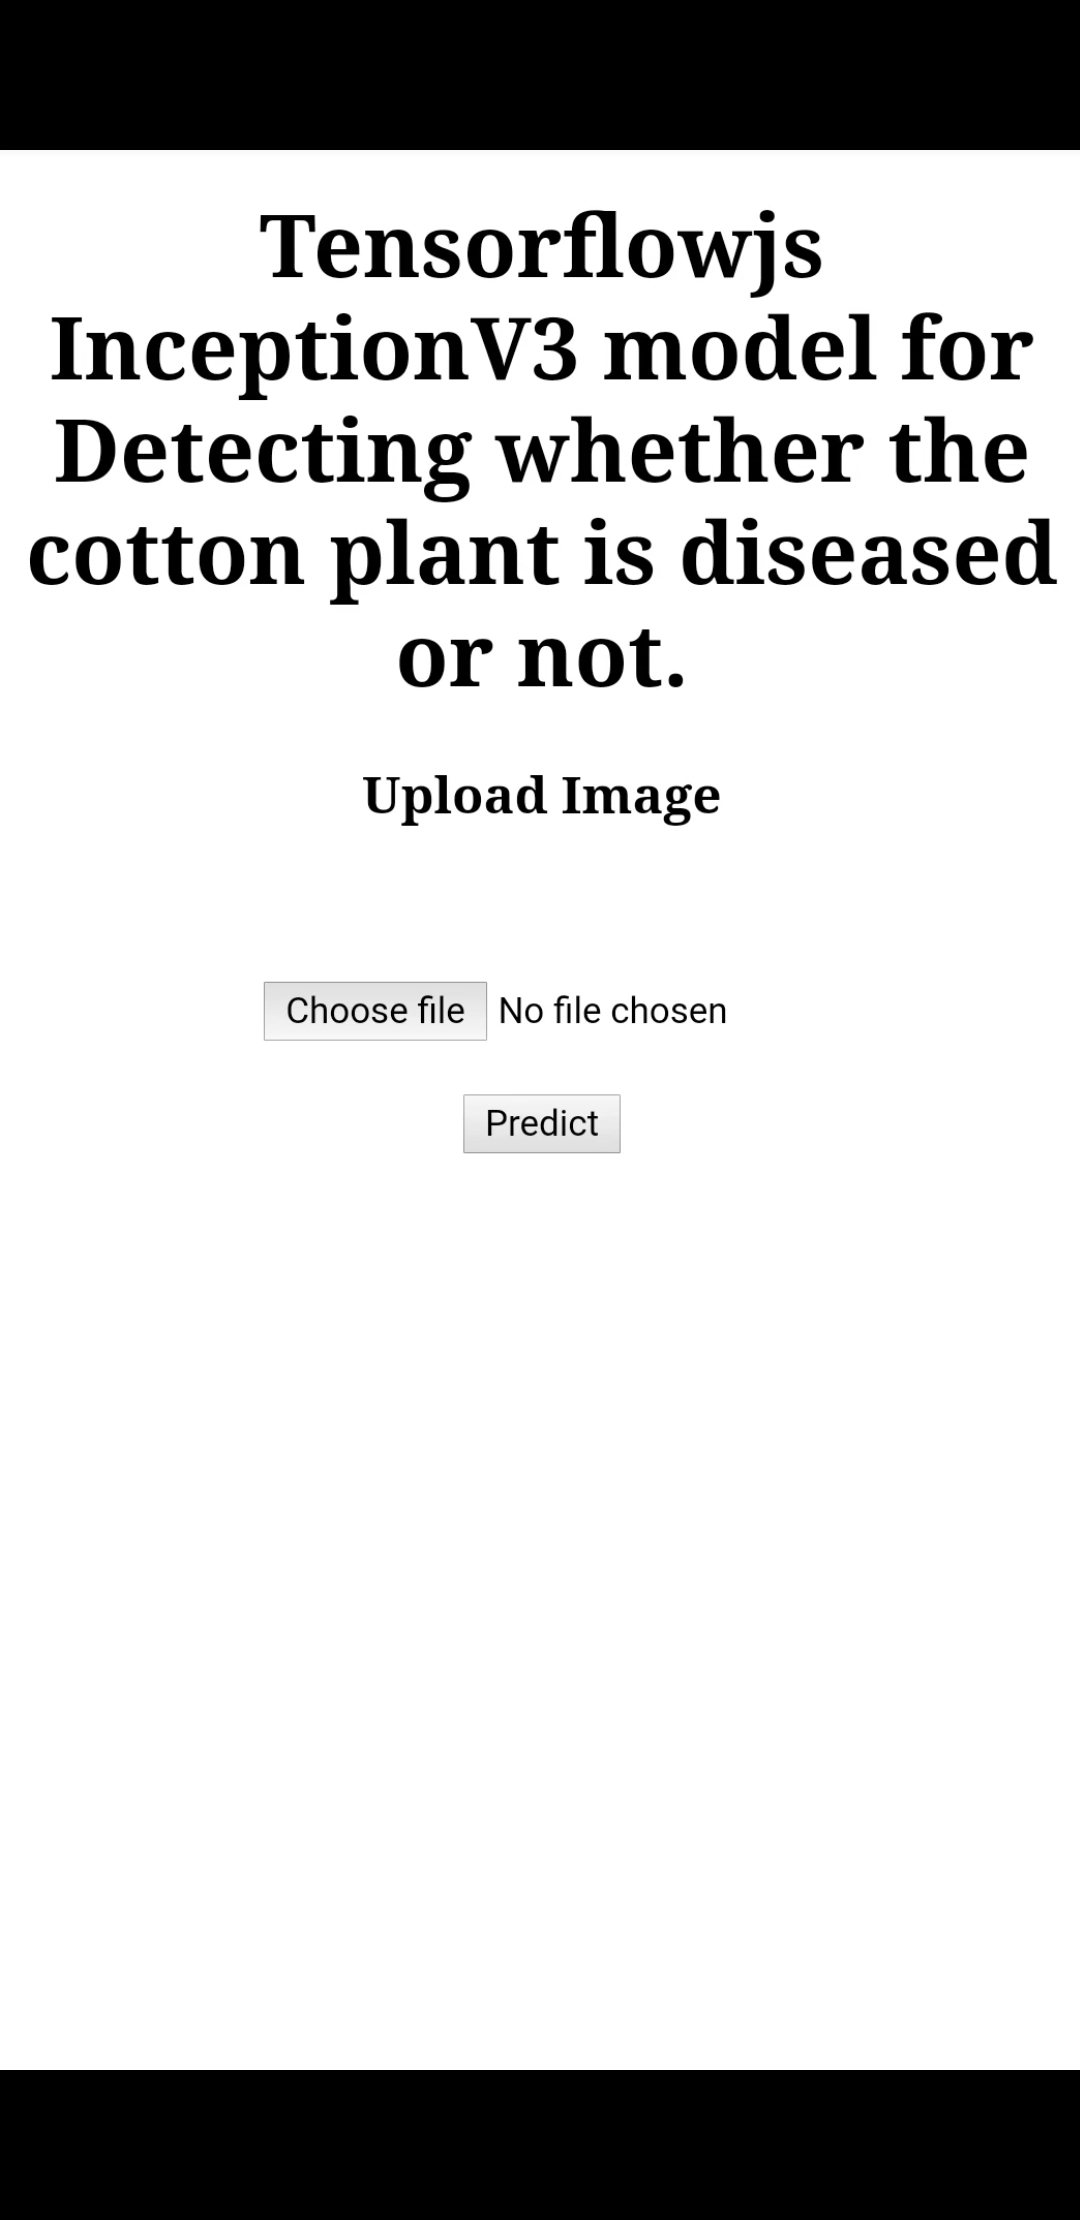 Tensorflowjs
InceptionV3 model for
Detecting whether the
cotton plant is diseased
or not.
Upload Image
Choose file No file chosen
Predict